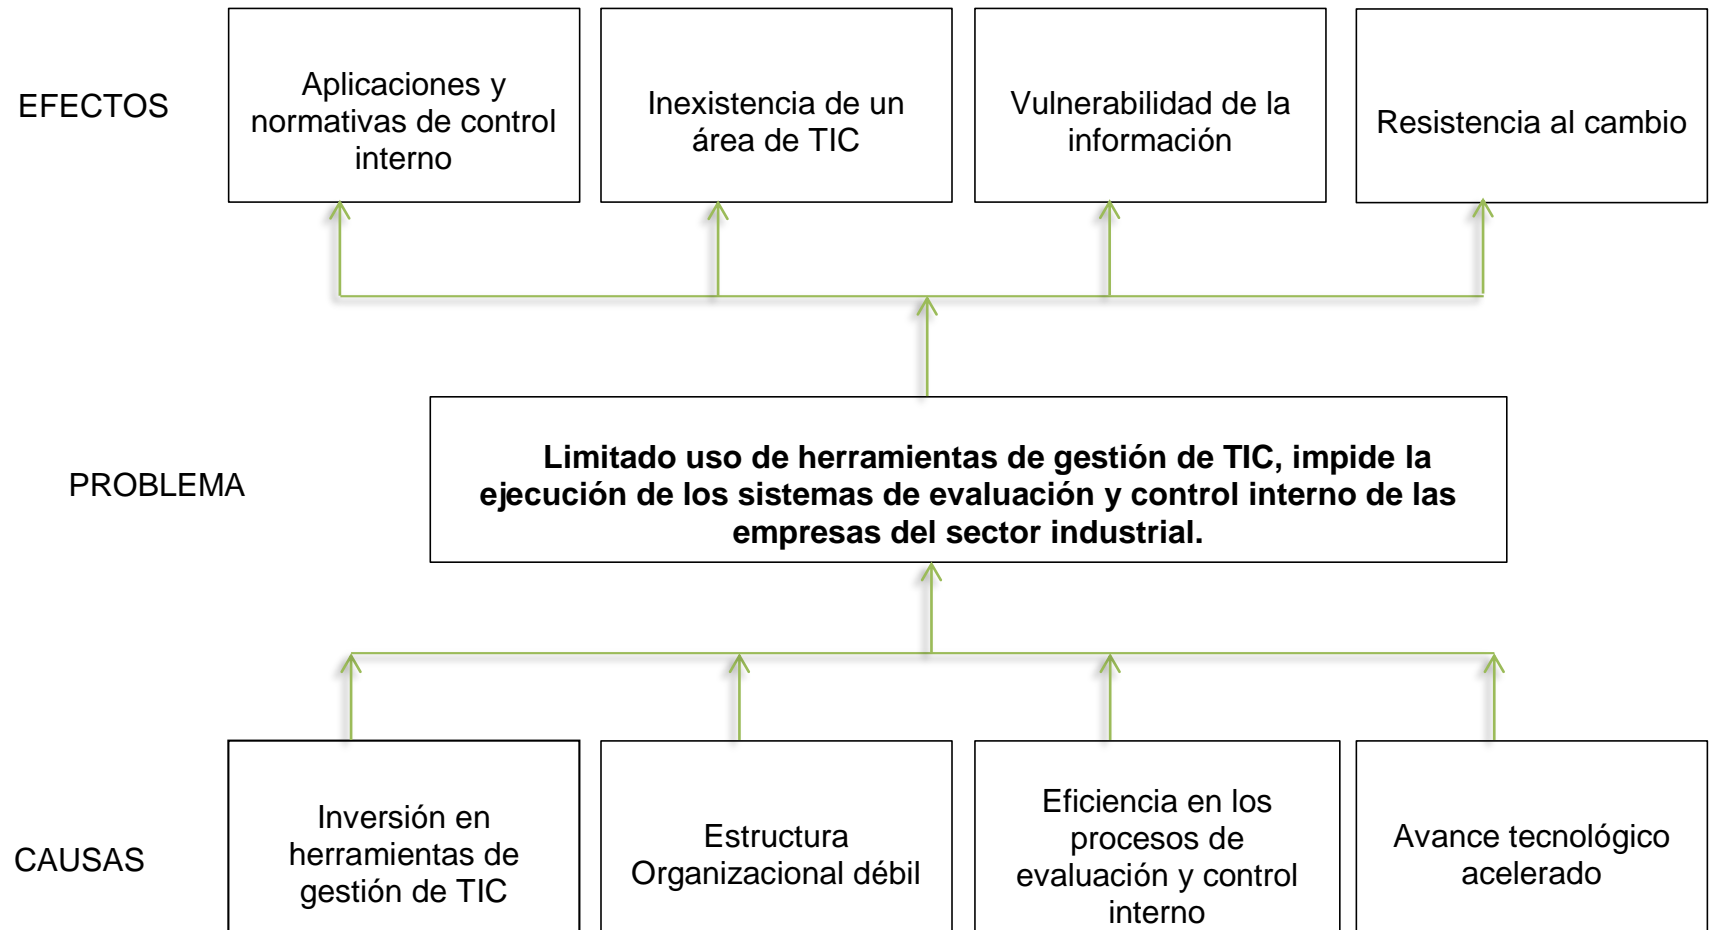 EFECTOS
Aplicaciones y
normativas de control
interno
Inexistencia de un
área de TIC
Vulnerabilidad de la
información
Resistencia al cambio
PROBLEMA
Limitado uso de herramientas de gestión de TIC, impide la
ejecución de los sistemas de evaluación y control interno de las
empresas del sector industrial.
CAUSAS
Inversión en
herramientas de
gestión de TIC
Estructura
Organizacional débil
Eficiencia en los
procesos de
evaluación y control
interno
Avance tecnológico
acelerado